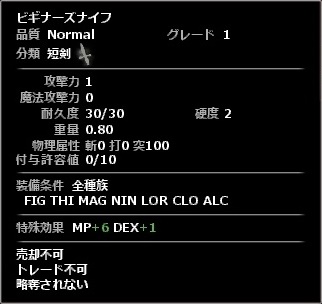 ビギナーズナイフ
品質 Normal グレード 1
分類 短剣
攻撃力 1
魔法攻撃力 0
耐久度 30/30 硬度 2
重量 0.80
物理属性 斬0 打0 突100
付与許容値 0/10
装備条件 全種族
FIG THI MAG NIN LOR CLO ALC
特殊効果 MP+6 DEX+1
売却不可
トレード不可
略奪されない